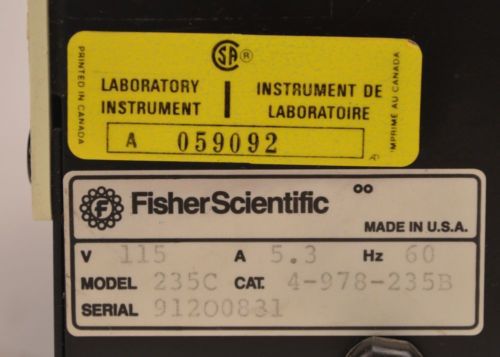 SA ®
PRINTED IN CANADA
LABORATORY INSTRUMENT
INSTRUMENT DE LABORATOIRE
IMPRIMÉ AU CANADA
A 059092
F FisherScientific
MADE IN U.S.A.
V 115 A 5.3 Hz 60
MODEL 235C CAT. 4-978-235B
SERIAL 91200831